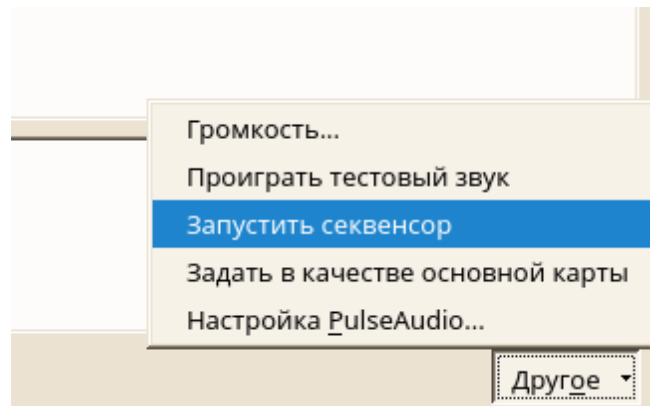 Громкость...
Проиграть тестовый звук
Запустить секвенсор
Задать в качестве основной карты
Настройка PulseAudio...
Другое